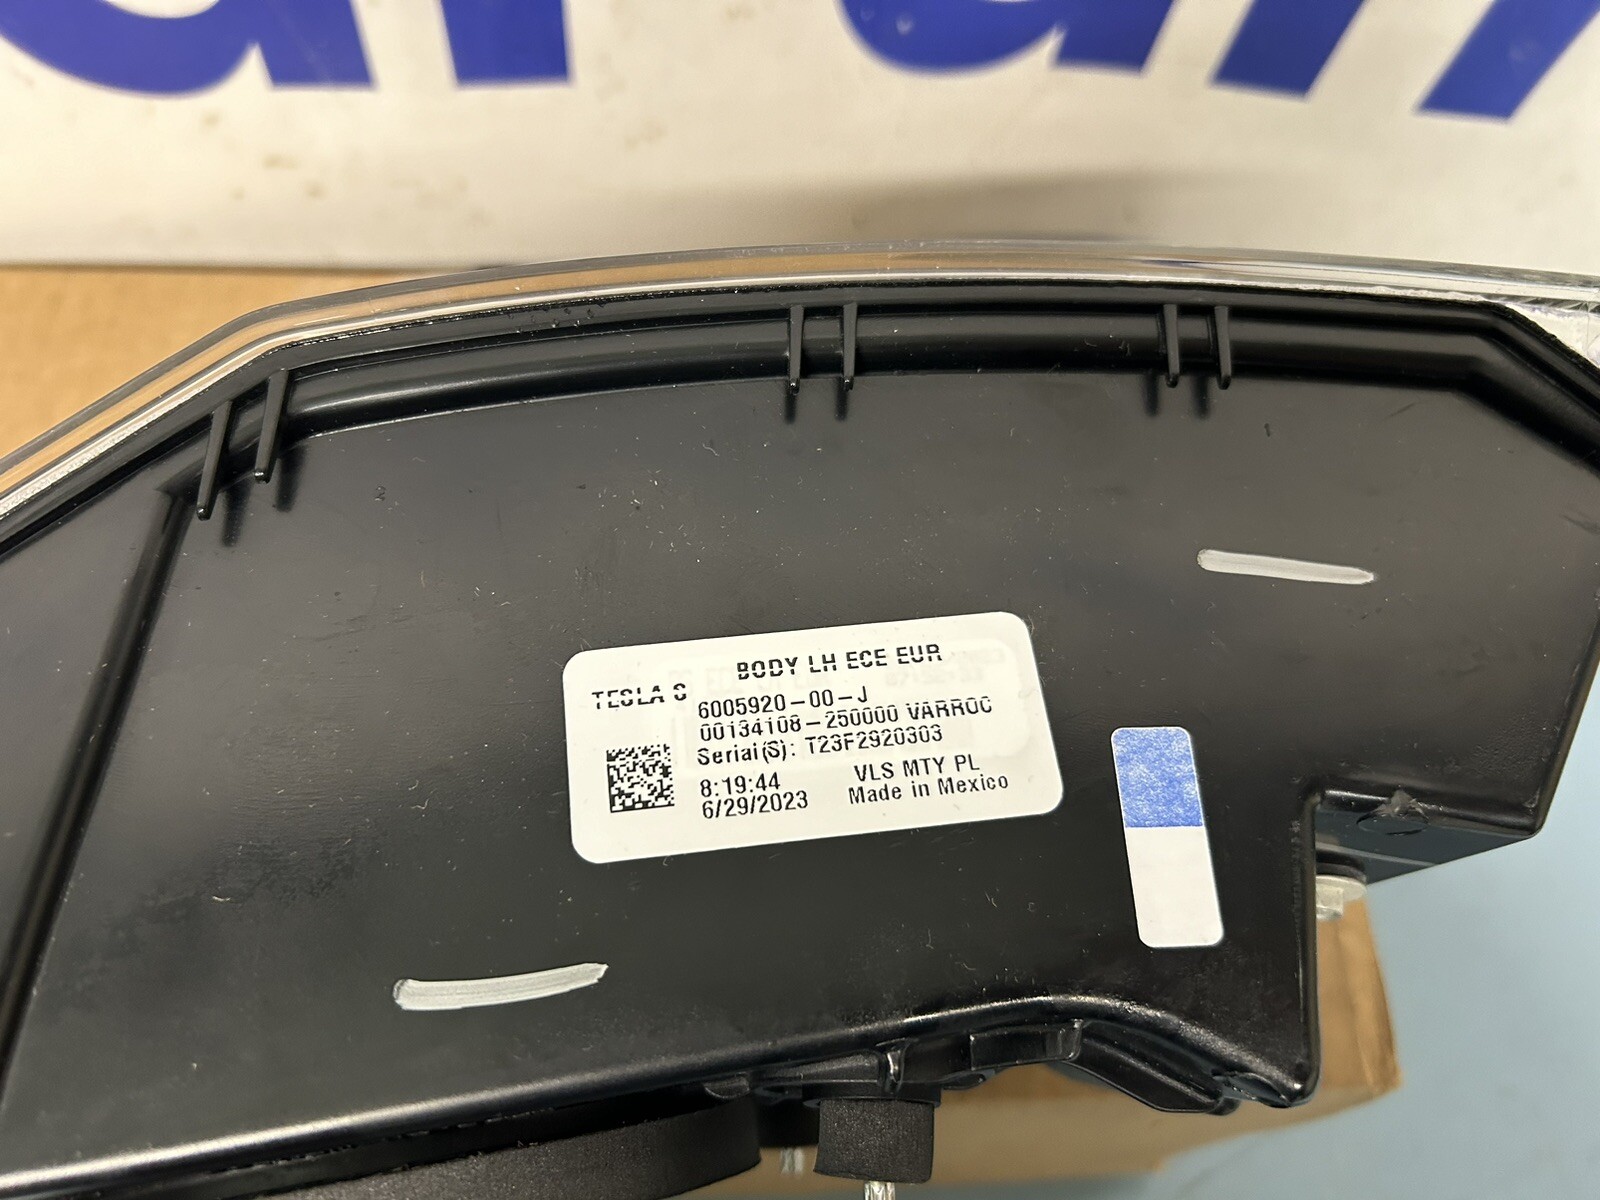 BODY LH ECE EUR
TESLA S
6005920-00-J
00134108-250000 VARROC
Serial(S): T23F2920303
8:19:44
VLS MTY PL
6/29/2023
Made in Mexico